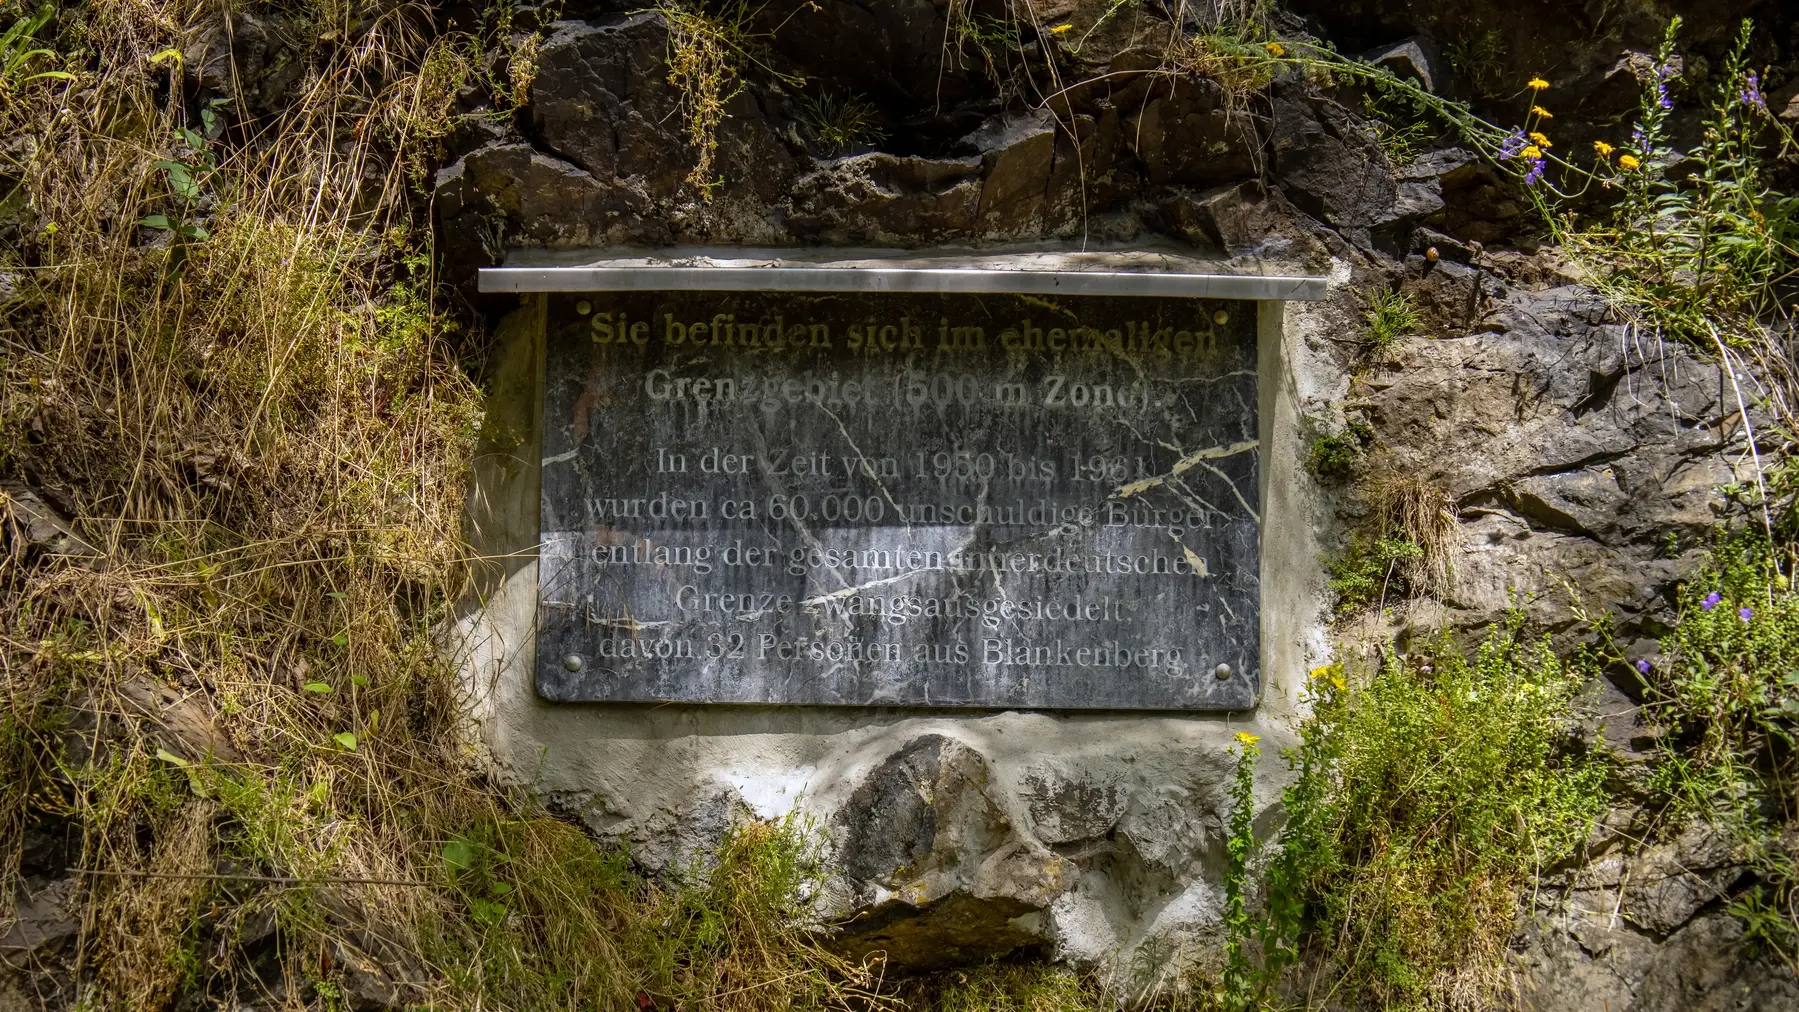 Sie befinden sich im ehemaligen
Grenzgebiet (500 m Zone).
In der Zeit von 1950 bis 1961
wurden ca 60.000 unschuldige Bürger
entlang der gesamten innerdeutschen
Grenze zwangsausgesiedelt.
davon 32 Personen aus Blankenberg.